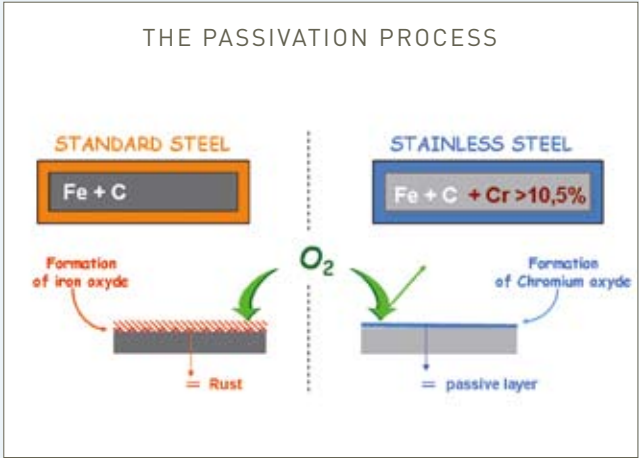 THE PASSIVATION PROCESS
STANDARD STEEL
Fe + C
STAINLESS STEEL
Fe + C + Cr >10,5%
O2
Formation
of iron oxyde
= Rust
Formation
of Chromium oxyde
= passive layer